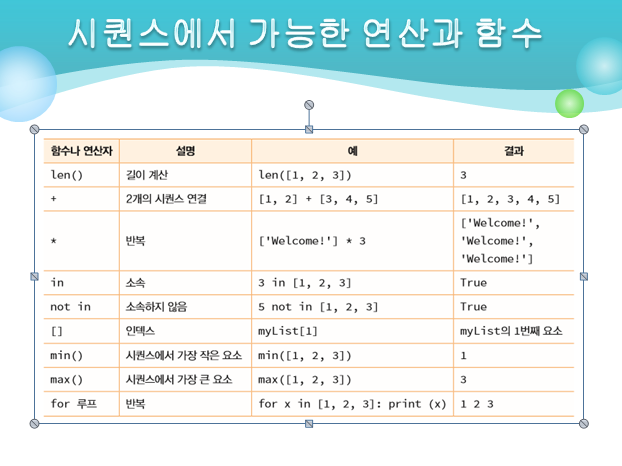 시퀀스에서 가능한 연산과 함수
함수나 연산자 설명 예 결과
len() 길이 계산 len([1, 2, 3]) 3
+ 2개의 시퀀스 연결 [1, 2] + [3, 4, 5] [1, 2, 3, 4, 5]
* 반복 ['Welcome!'] * 3 ['Welcome!',
'Welcome!',
'Welcome!']
in 소속 3 in [1, 2, 3] True
not in 소속하지 않음 5 not in [1, 2, 3] True
[] 인덱스 myList[1] myList의 1번째 요소
min() 시퀀스에서 가장 작은 요소 min([1, 2, 3]) 1
max() 시퀀스에서 가장 큰 요소 max([1, 2, 3]) 3
for 루프 반복 for x in [1, 2, 3]: print (x) 1 2 3